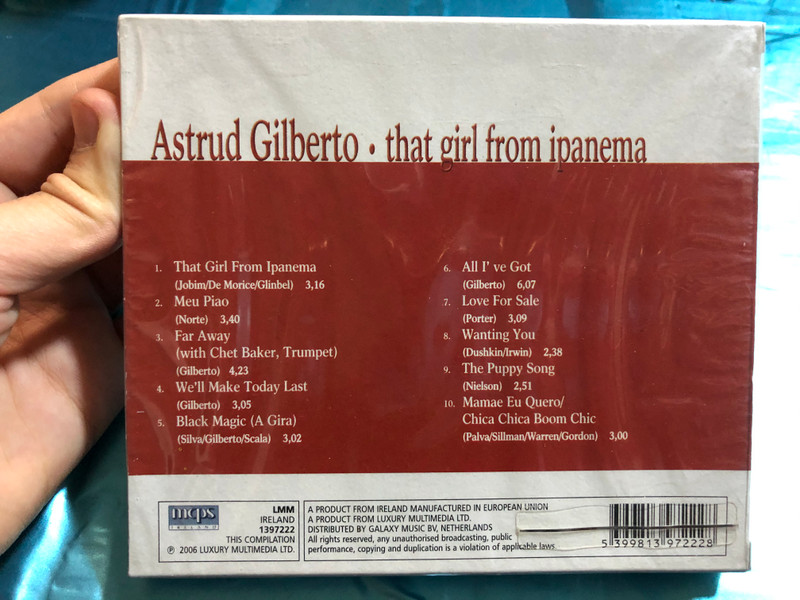 Astrud Gilberto • that girl from ipanema
1. That Girl From Ipanema
(Jobim/De Morice/Glinbel) 3,16
2. Meu Piao
(Norte) 3,40
3. Far Away
(with Chet Baker, Trumpet)
(Gilberto) 4,23
4. We'll Make Today Last
(Gilberto) 3,05
5. Black Magic (A Gira)
(Silva/Gilberto/Scala) 3,02
6. All I' ve Got
(Gilberto) 6,07
7. Love For Sale
(Porter) 3,09
8. Wanting You
(Dushkin/Irwin) 2,38
9. The Puppy Song
(Nielson) 2,51
10. Mamae Eu Quero/
Chica Chica Boom Chic
(Palva/Sillman/Warren/Gordon) 3,00
mcps
IRELAND
LMM
IRELAND
1397222
THIS COMPILATION
℗ 2006 LUXURY MULTIMEDIA LTD.
A PRODUCT FROM IRELAND MANUFACTURED IN EUROPEAN UNION
A PRODUCT FROM LUXURY MULTIMEDIA LTD.
DISTRIBUTED BY GALAXY MUSIC BV, NETHERLANDS
All rights reserved, any unauthorised broadcasting, public
performance, copying and duplication is a violation of applicable laws.
5 399813 972228